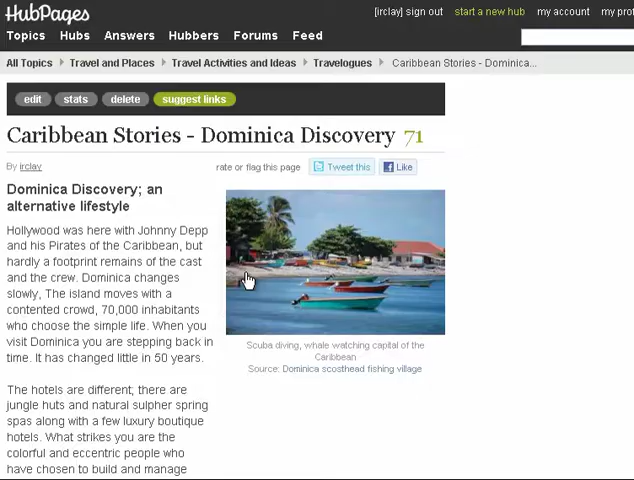 HubPages
[irclay] sign out start a new hub my account my prof
Topics Hubs Answers Hubbers Forums Feed
All Topics Travel and Places Travel Activities and Ideas Travelogues Caribbean Stories - Dominica...
edit stats delete suggest links
Caribbean Stories - Dominica Discovery 71
By irclay rate or flag this page Tweet this Like
Dominica Discovery; an
alternative lifestyle
Hollywood was here with Johnny Depp
and his Pirates of the Caribbean, but
hardly a footprint remains of the cast
and the crew. Dominica changes
slowly, The island moves with a
contented crowd, 70,000 inhabitants
who choose the simple life. When you
visit Dominica you are stepping back in
time. It has changed little in 50 years.
Scuba diving, whale watching capital of the
Caribbean
Source: Dominica scosthead fishing village
The hotels are different; there are
jungle huts and natural sulpher spring
spas along with a few luxury boutique
hotels. What strikes you are the
colorful and eccentric people who
have chosen to build and manage